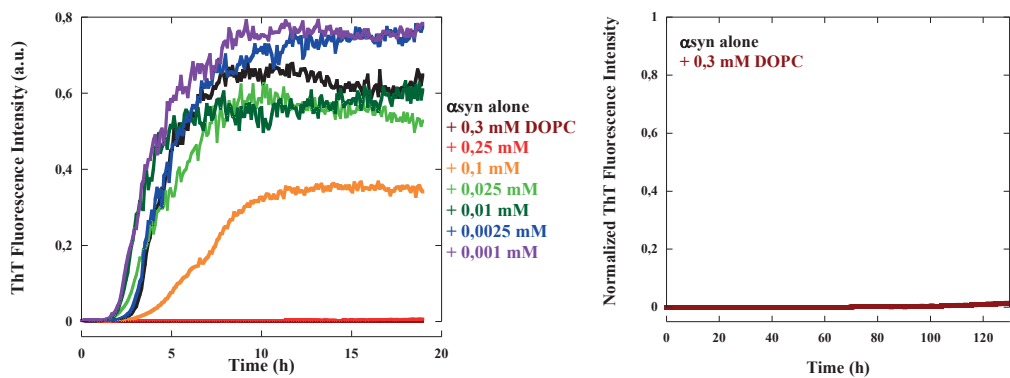 ThT Fluorescence Intensity (a.u.)
0,8
0,6
0,4
0,2
0
0
5
10
15
20
Time (h)
αsyn alone
+ 0,3 mM DOPC
+ 0,25 mM
+ 0,1 mM
+ 0,025 mM
+ 0,01 mM
+ 0,0025 mM
+ 0,001 mM
Normalized ThT Fluorescence Intensity
1
0,8
0,6
0,4
0,2
0
0
20
40
60
80
100
120
Time (h)
αsyn alone
+ 0,3 mM DOPC